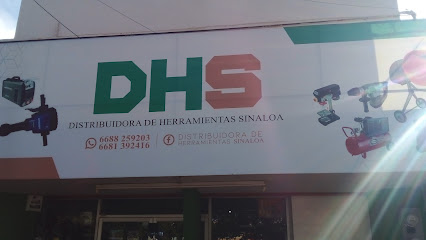 DHS
DISTRIBUIDORA DE HERRAMIENTAS SINALOA
6688 259203
6681 392416
DISTRIBUIDORA DE
HERRAMIENTAS SINALOA